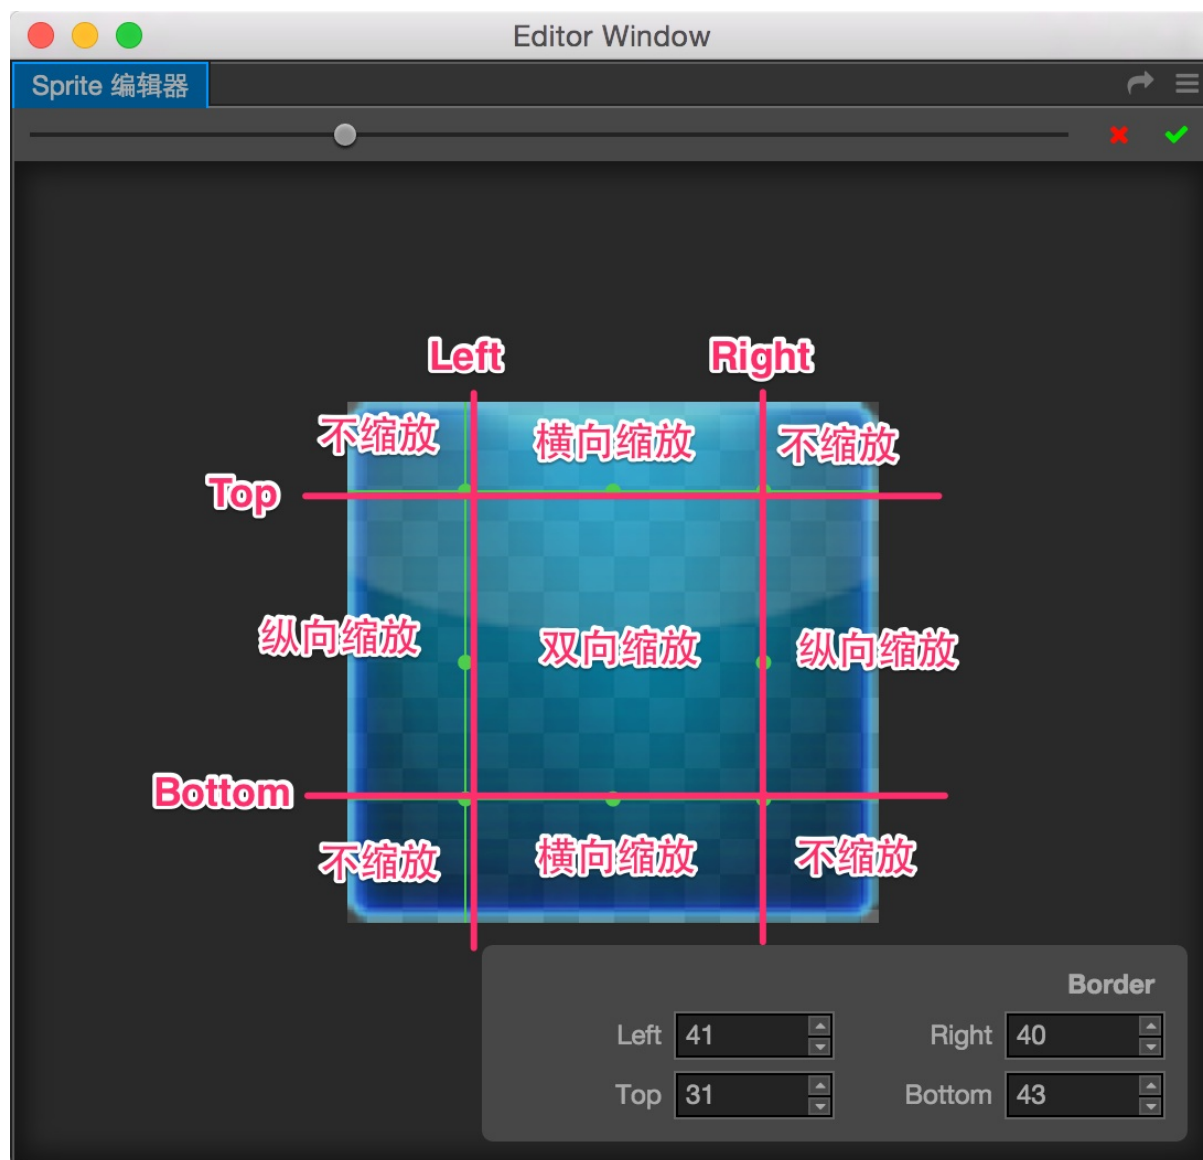 Editor Window
Sprite 编辑器
Left Right
不缩放 横向缩放 不缩放
Top
纵向缩放 双向缩放 纵向缩放
Bottom
不缩放 横向缩放 不缩放
Border
Left 41 Right 40
Top 31 Bottom 43